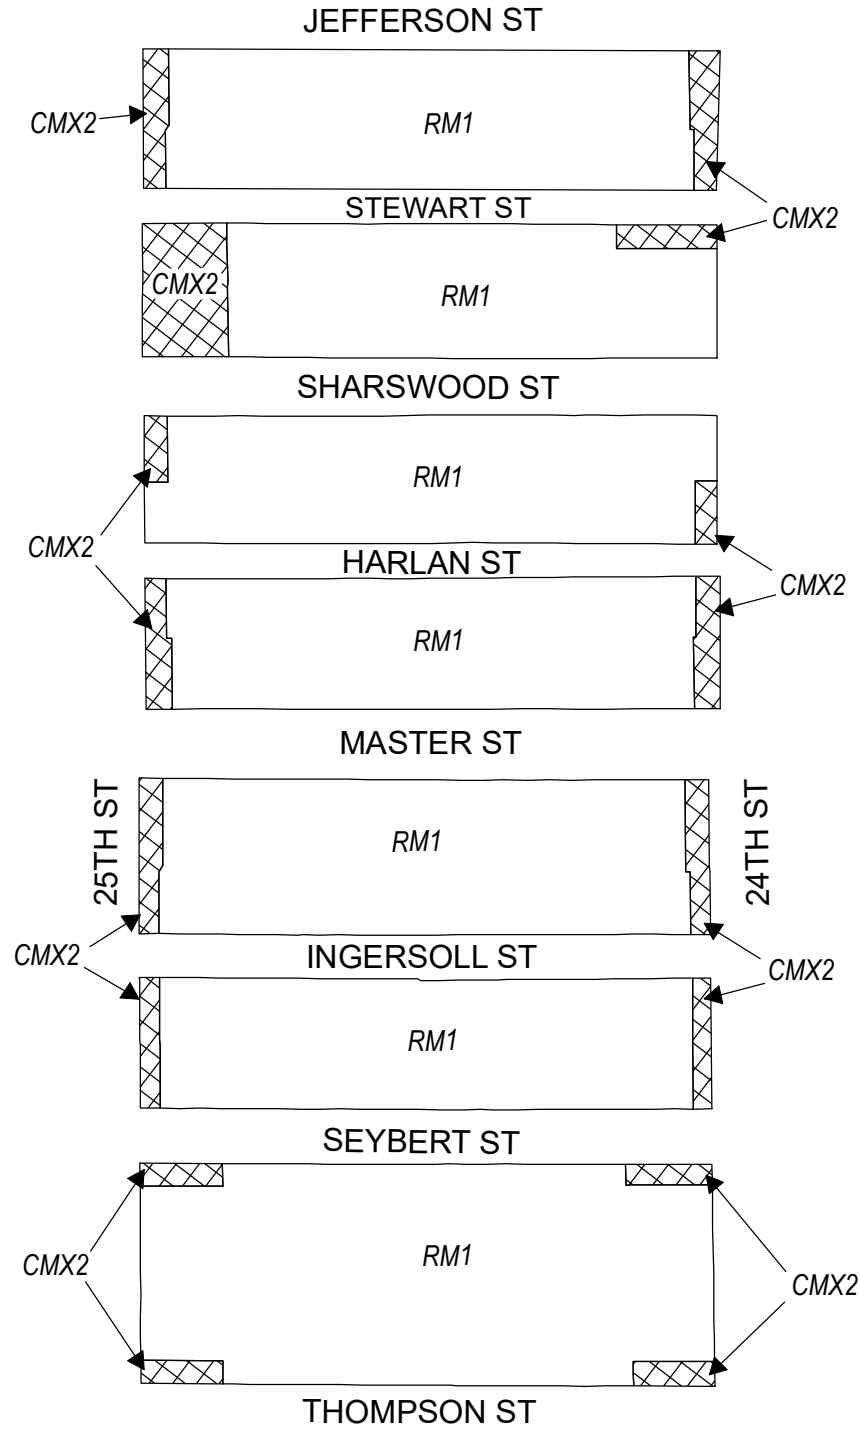 JEFFERSON ST
CMX2
RM1
STEWART ST
CMX2
CMX2
RM1
SHARSWOOD ST
RM1
CMX2
HARLAN ST
CMX2
RM1
MASTER ST
25TH ST
24TH ST
RM1
CMX2
INGERSOLL ST
CMX2
RM1
SEYBERT ST
RM1
CMX2
CMX2
THOMPSON ST